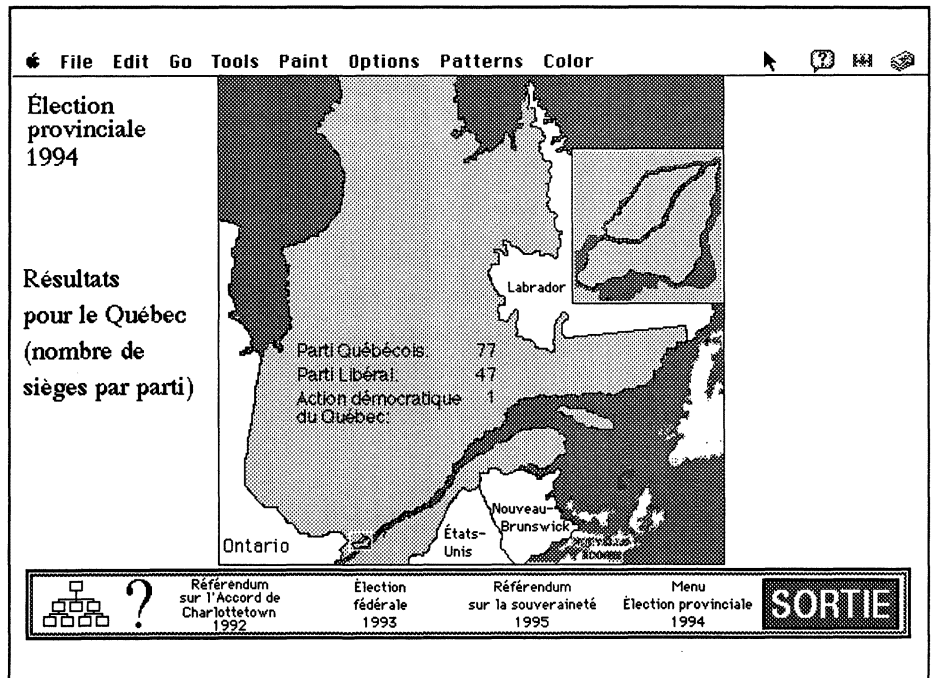 File Edit Go Tools Paint Options Patterns Color
Élection
provinciale
1994
Résultats
pour le Québec
(nombre de
sièges par parti)
Labrador
Parti Québécois: 77
Parti Libéral: 47
Action démocratique 1
du Québec:
Nouveau-
Brunswick
États-
Unis
Ontario
Référendum
sur l'Accord de
Charlottetown
1992
Élection
fédérale
1993
Référendum
sur la souveraineté
1995
Menu
Élection provinciale
1994
SORTIE